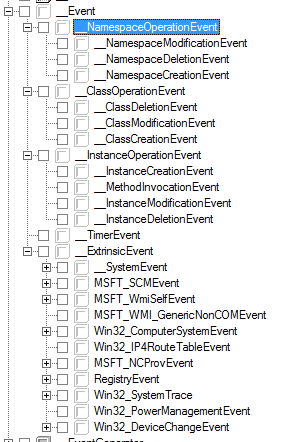 __Event
__NamespaceOperationEvent
__NamespaceModificationEvent
__NamespaceDeletionEvent
__NamespaceCreationEvent
__ClassOperationEvent
__ClassDeletionEvent
__ClassModificationEvent
__ClassCreationEvent
__InstanceOperationEvent
__InstanceCreationEvent
__MethodInvocationEvent
__InstanceModificationEvent
__InstanceDeletionEvent
__TimerEvent
__ExtrinsicEvent
__SystemEvent
MSFT_SCMEvent
MSFT_WmiSelfEvent
MSFT_WMI_GenericNonCOMEvent
Win32_ComputerSystemEvent
Win32_IP4RouteTableEvent
MSFT_NCProvEvent
RegistryEvent
Win32_SystemTrace
Win32_PowerManagementEvent
Win32_DeviceChangeEvent
__EventGenerator